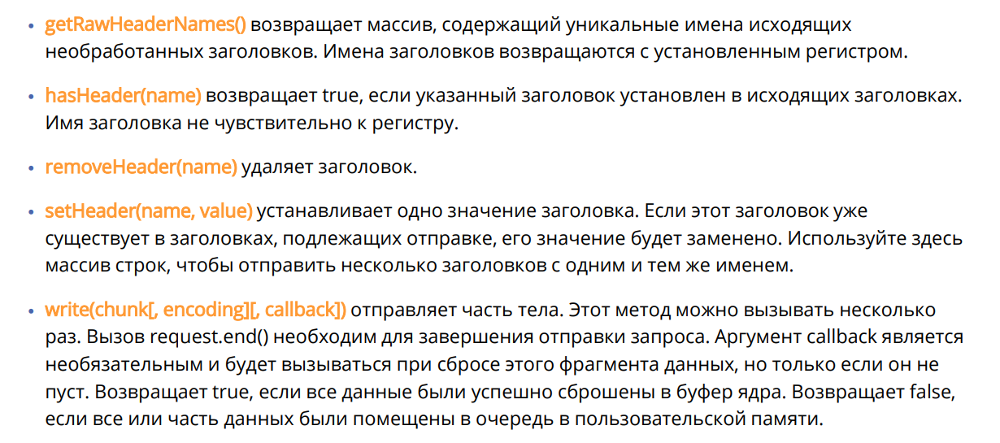 • getRawHeaderNames() возвращает массив, содержащий уникальные имена исходящих
необработанных заголовков. Имена заголовков возвращаются с установленным регистром.
• hasHeader(name) возвращает true, если указанный заголовок установлен в исходящих заголовках.
Имя заголовка не чувствительно к регистру.
• removeHeader(name) удаляет заголовок.
• setHeader(name, value) устанавливает одно значение заголовка. Если этот заголовок уже
существует в заголовках, подлежащих отправке, его значение будет заменено. Используйте здесь
массив строк, чтобы отправить несколько заголовков с одним и тем же именем.
• write(chunk[, encoding][, callback]) отправляет часть тела. Этот метод можно вызывать несколько
раз. Вызов request.end() необходим для завершения отправки запроса. Аргумент callback является
необязательным и будет вызываться при сбросе этого фрагмента данных, но только если он не
пуст. Возвращает true, если все данные были успешно сброшены в буфер ядра. Возвращает false,
если все или часть данных были помещены в очередь в пользовательской памяти.